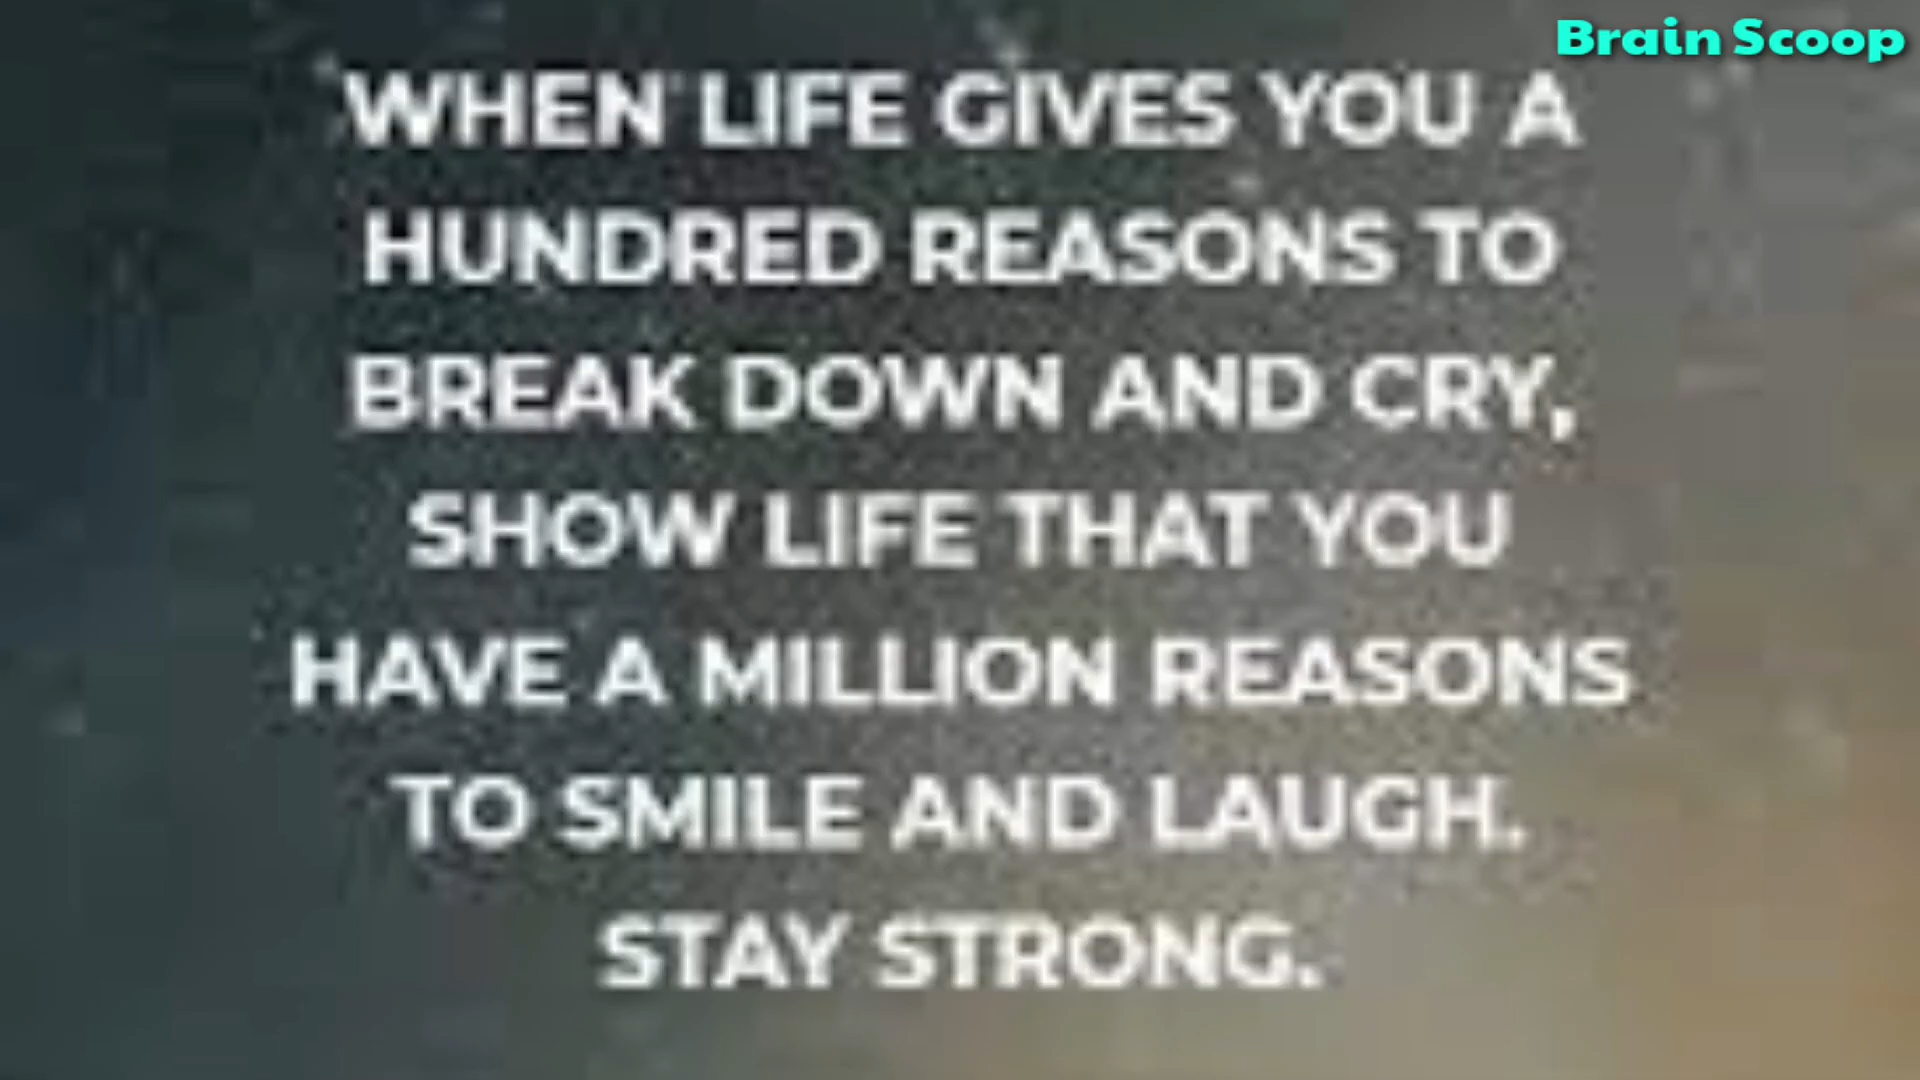 Brain Scoop
WHEN LIFE GIVES YOU A
HUNDRED REASONS TO
BREAK DOWN AND CRY,
SHOW LIFE THAT YOU
HAVE A MILLION REASONS
TO SMILE AND LAUGH.
STAY STRONG.